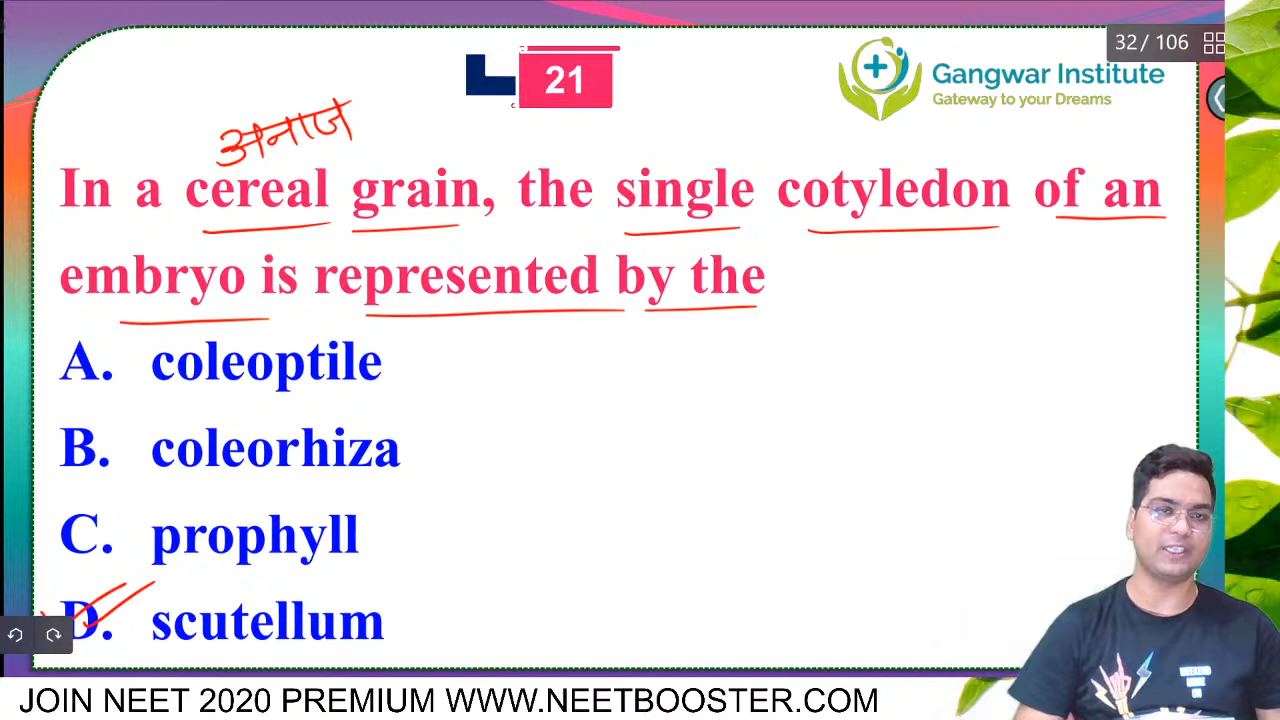 32 / 106
21
Gangwar Institute
Gateway to your Dreams
अनाज
In a cereal grain, the single cotyledon of an
embryo is represented by the
A. coleoptile
B. coleorhiza
C. prophyll
D. scutellum
JOIN NEET 2020 PREMIUM WWW.NEETBOOSTER.COM